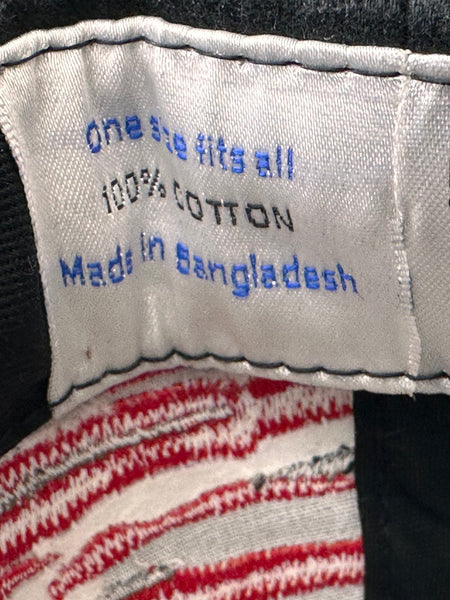 One size fits all
100% COTTON
Made in Bangladesh